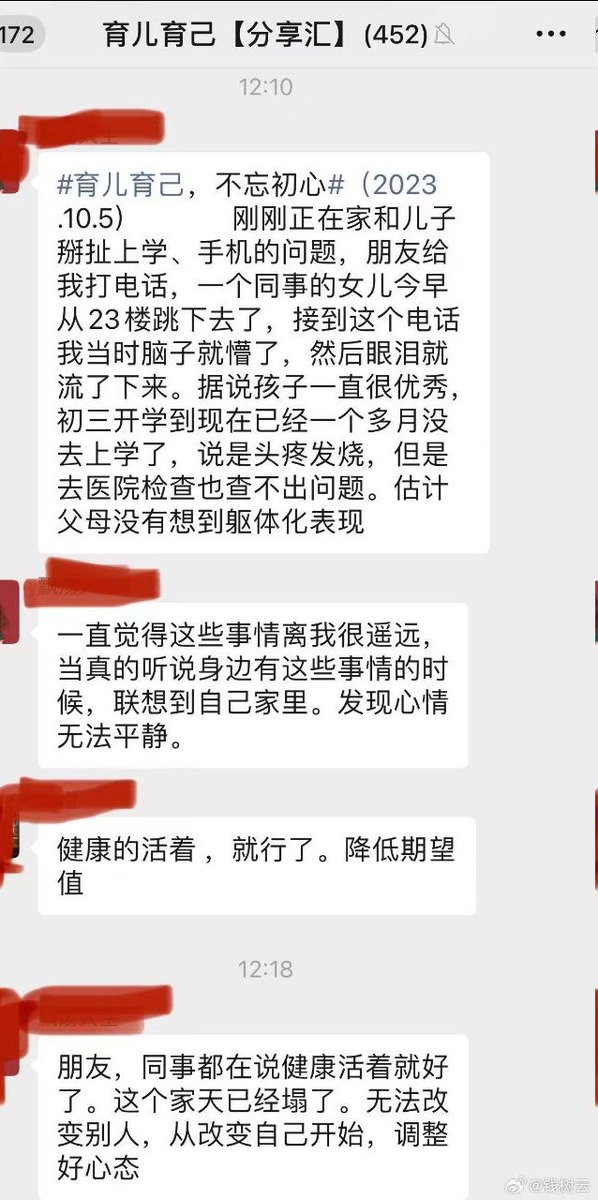 172
育儿育己【分享汇】(452)
12:10
#育儿育己，不忘初心#（2023
.10.5） 刚刚正在家和儿子
掰扯上学、手机的问题，朋友给
我打电话，一个同事的女儿今早
从23楼跳下去了，接到这个电话
我当时脑子就懵了，然后眼泪就
流了下来。据说孩子一直很优秀，
初三开学到现在已经一个多月没
去上学了，说是头疼发烧，但是
去医院检查也查不出问题。估计
父母没有想到躯体化表现
一直觉得这些事情离我很遥远，
当真的听说身边有这些事情的时
候，联想到自己家里。发现心情
无法平静。
健康的活着，就行了。降低期望
值
12:18
朋友，同事都在说健康活着就好
了。这个家天已经塌了。无法改
变别人，从改变自己开始，调整
好心态
@钱树云